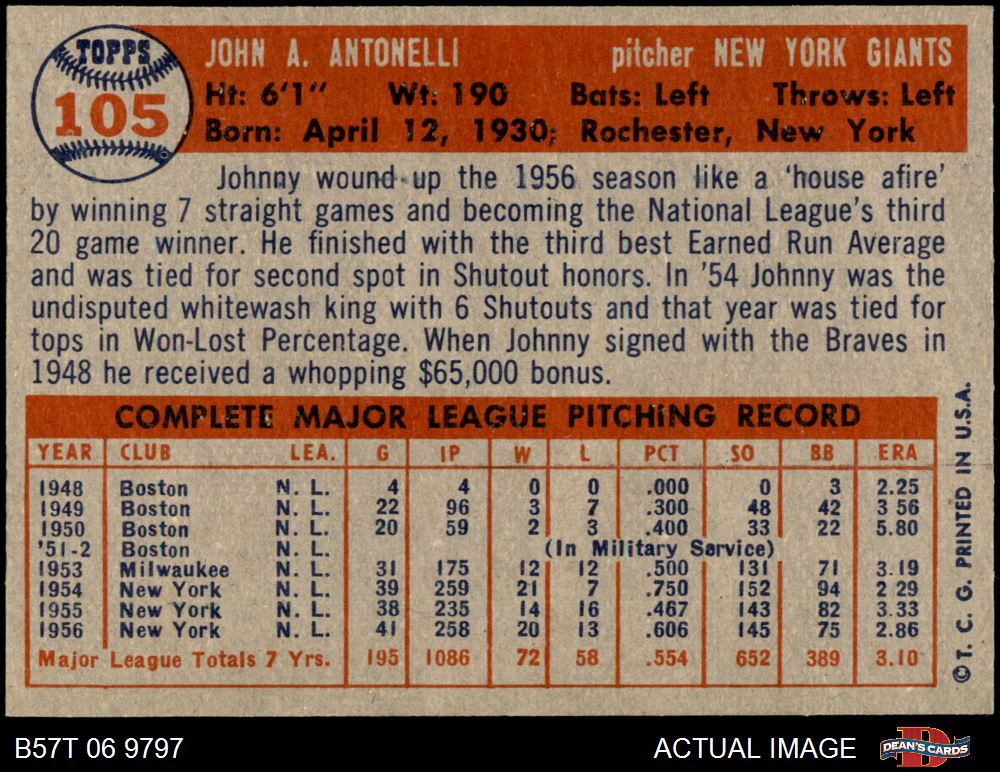 TOPPS
105
JOHN A. ANTONELLI pitcher NEW YORK GIANTS
Ht: 6'1" Wt: 190 Bats: Left Throws: Left
Born: April 12, 1930; Rochester, New York
Johnny wound-up the 1956 season like a 'house afire'
by winning 7 straight games and becoming the National League's third
20 game winner. He finished with the third best Earned Run Average
and was tied for second spot in Shutout honors. In '54 Johnny was the
undisputed whitewash king with 6 Shutouts and that year was tied for
tops in Won-Lost Percentage. When Johnny signed with the Braves in
1948 he received a whopping $65,000 bonus.
COMPLETE MAJOR LEAGUE PITCHING RECORD
YEAR CLUB LEA. G IP W L PCT SO BB ERA
1948 Boston N. L. 4 4 0 0 .000 0 3 2.25
1949 Boston N. L. 22 96 3 7 .300 48 42 3 56
1950 Boston N. L. 20 59 2 3 .400 33 22 5.80
'51-2 Boston N. L. (In Military Service)
1953 Milwaukee N. L. 31 175 12 12 .500 131 71 3.19
1954 New York N. L. 39 259 21 7 .750 152 94 2 29
1955 New York N. L. 38 235 14 16 .467 143 82 3.33
1956 New York N. L. 41 258 20 13 .606 145 75 2.86
Major League Totals 7 Yrs. 195 1086 72 58 .554 652 389 3.10
©T. C. G. PRINTED IN U.S.A.
B57T 06 9797 ACTUAL IMAGE DEAN'S CARDS